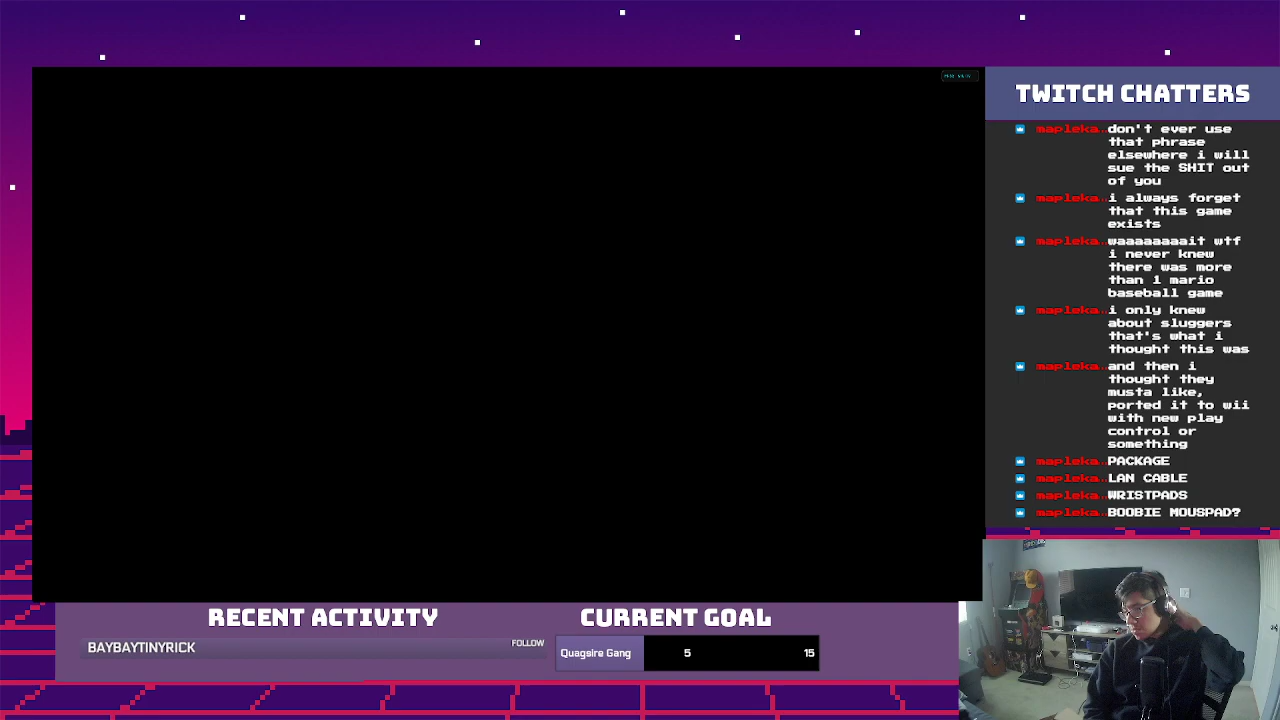 TWITCH CHATTERS
mapleka..don't ever use
that phrase
elsewhere i will
sue the SHIT out
of you
mapleka..i always forget
that this game
exists
mapleka..waaaaaaaait wtf
i never knew
there was more
than 1 mario
baseball game
mapleka..i only knew
about sluggers
that's what i
thought this was
mapleka..and then i
thought they
musta like,
ported it to wii
with new play
control or
something
mapleka..PACKAGE
mapleka..LAN CABLE
mapleka..WRISTPADS
mapleka..BOOBIE MOUSPAD?
RECENT ACTIVITY
BAYBAYTINYRICK
FOLLOW
CURRENT GOAL
Quagsire Gang
5
15